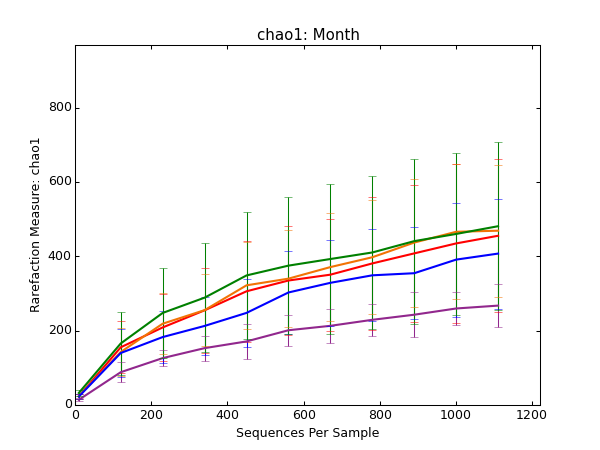 chao1: Month
Rarefaction Measure: chao1
800
600
400
200
0
0 200 400 600 800 1000 1200
Sequences Per Sample